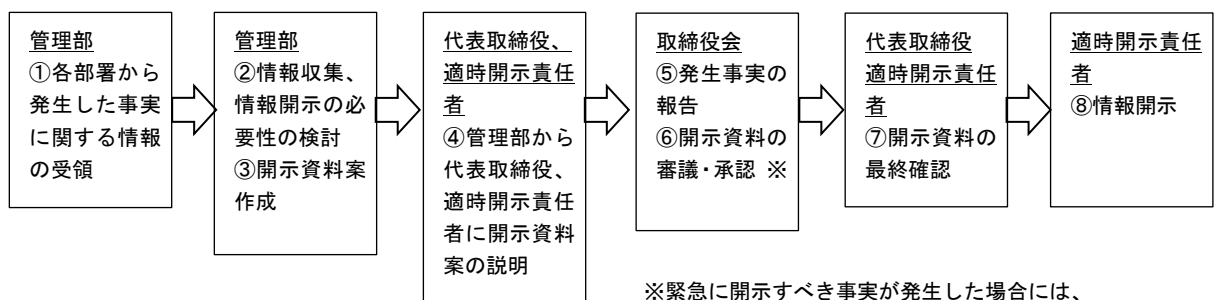 管理部
①各部署から
発生した事実
に関する情報
の受領
管理部
②情報収集、
情報開示の必
要性の検討
③開示資料案
作成
代表取締役、
適時開示責任
者
④管理部から
代表取締役、
適時開示責任
者に開示資料
案の説明
取締役会
⑤発生事実の
報告
⑥開示資料の
審議・承認 ※
代表取締役
適時開示責任
者
⑦開示資料の
最終確認
適時開示責任
者
⑧情報開示
※緊急に開示すべき事実が発生した場合には、